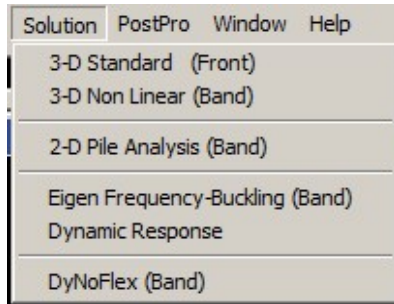 Solution PostPro Window Help
3-D Standard (Front)
3-D Non Linear (Band)
2-D Pile Analysis (Band)
Eigen Frequency-Buckling (Band)
Dynamic Response
DyNoFlex (Band)